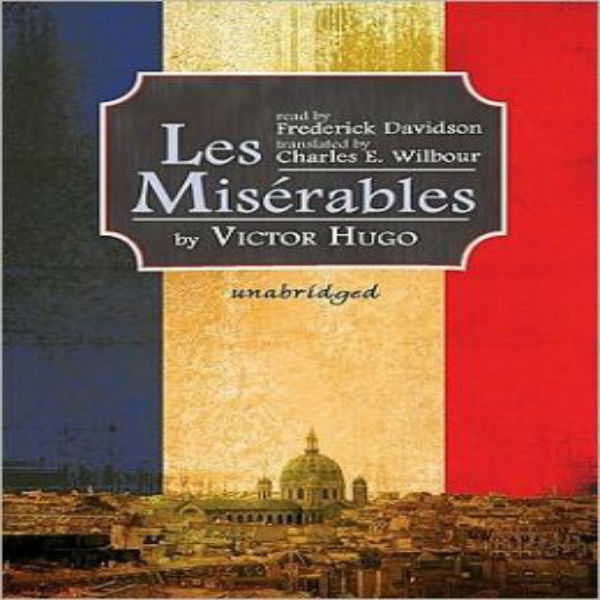 read by
Frederick Davidson
translated by
Charles E. Wilbour
Les
Misérables
by VICTOR HUGO
unabridged